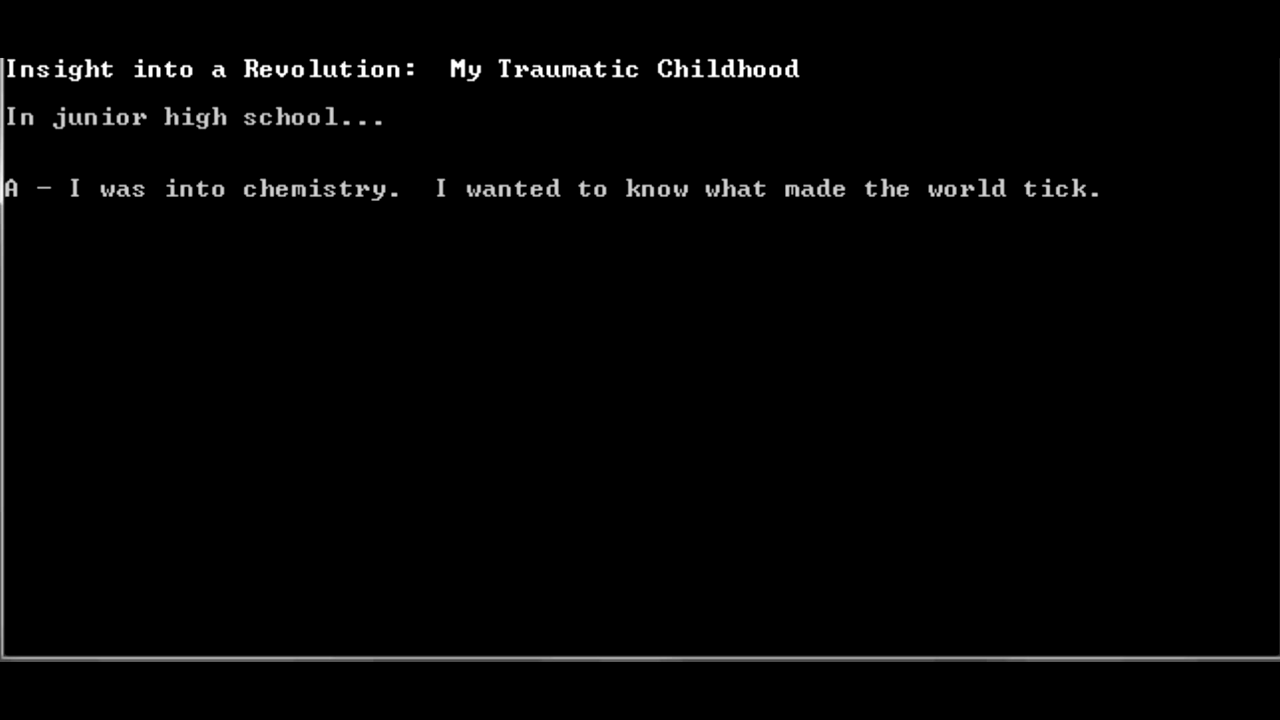 Insight into a Revolution:  My Traumatic Childhood
In junior high school...
A - I was into chemistry.  I wanted to know what made the world tick.